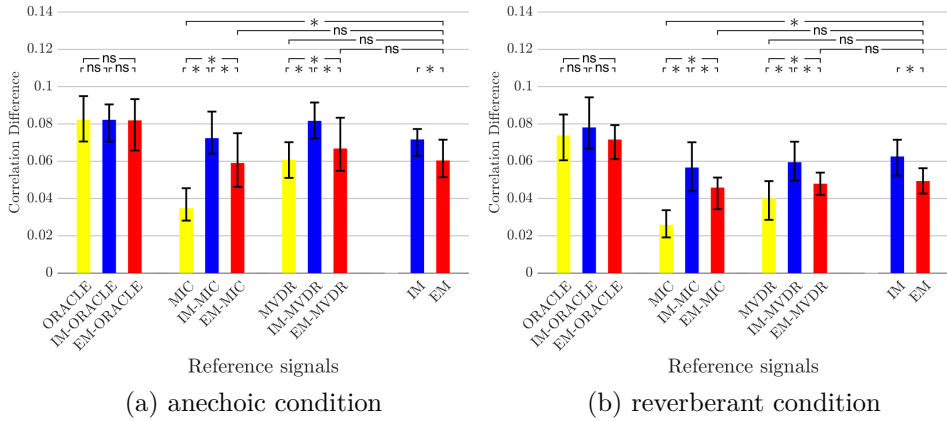 0.14
0.12
0.1
0.08
0.06
0.04
0.02
0
Correlation Difference
*
ns
ns
ns
ns
ns ns
*
* *
*
* *
*
ORACLE
IM-ORACLE
EM-ORACLE
MIC
IM-MIC
EM-MIC
MVDR
IM-MVDR
EM-MVDR
IM
EM
Reference signals
(a) anechoic condition
0.14
0.12
0.1
0.08
0.06
0.04
0.02
0
Correlation Difference
*
ns
ns
ns
ns
ns ns
*
* *
*
* *
*
ORACLE
IM-ORACLE
EM-ORACLE
MIC
IM-MIC
EM-MIC
MVDR
IM-MVDR
EM-MVDR
IM
EM
Reference signals
(b) reverberant condition